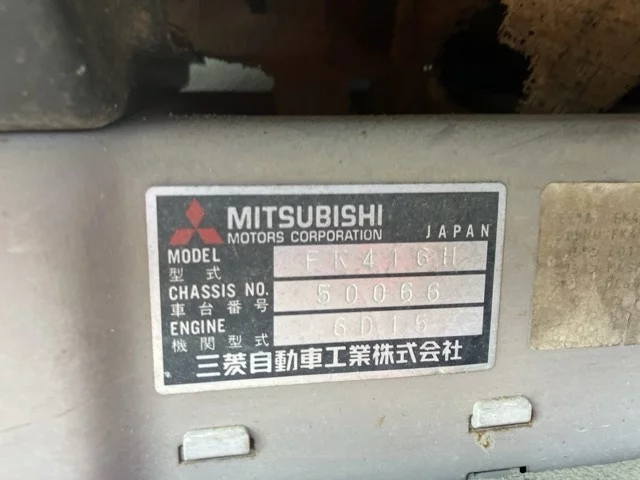 MITSUBISHI
MOTORS CORPORATION JAPAN
MODEL FK416H
型式
CHASSIS NO. 50066
車台番号
ENGINE 6D15
機関型式
三菱自動車工業株式会社